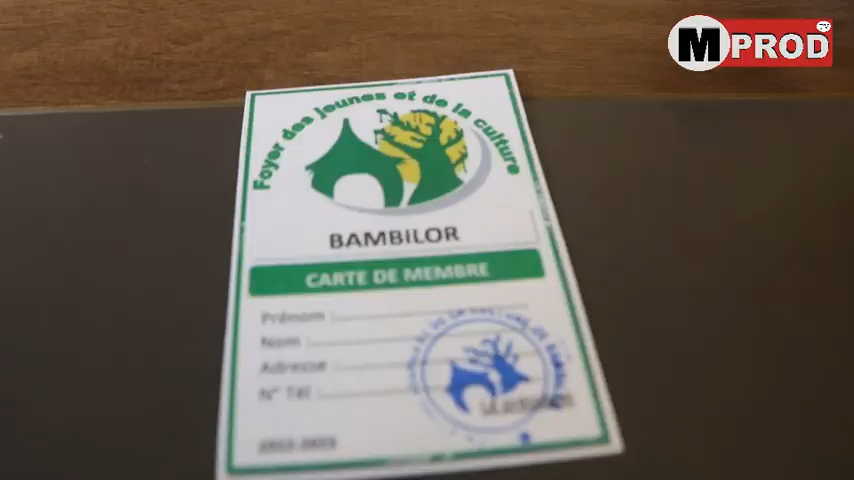 MPROD
Foyer des jeunes et de la culture
BAMBILOR
CARTE DE MEMBRE
Prénom :
Nom :
Adresse :
N° Tél :